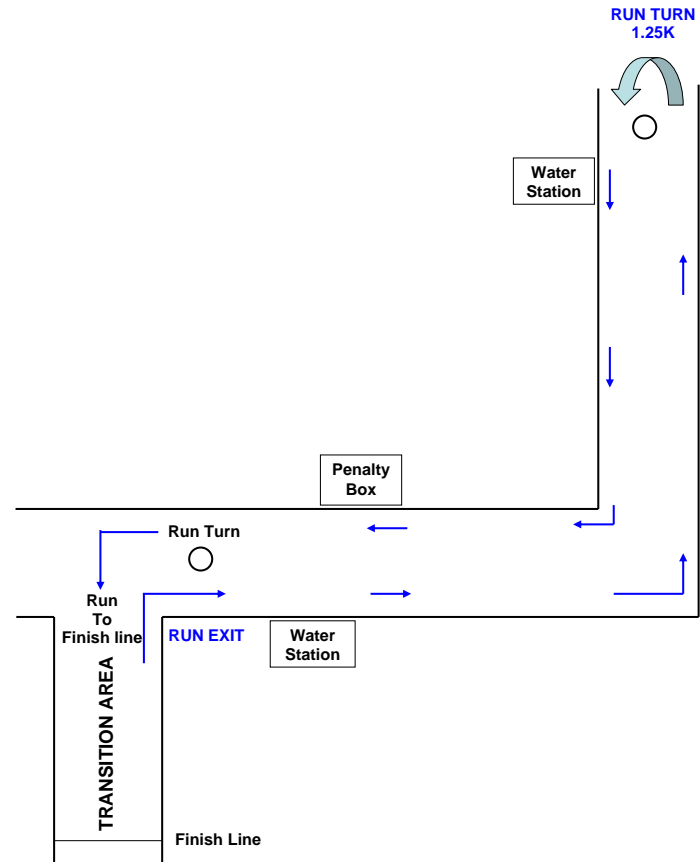 RUN TURN
1.25K
Water
Station
Penalty
Box
Run Turn
Run
To
Finish line
RUN EXIT
Water
Station
TRANSITION AREA
Finish Line